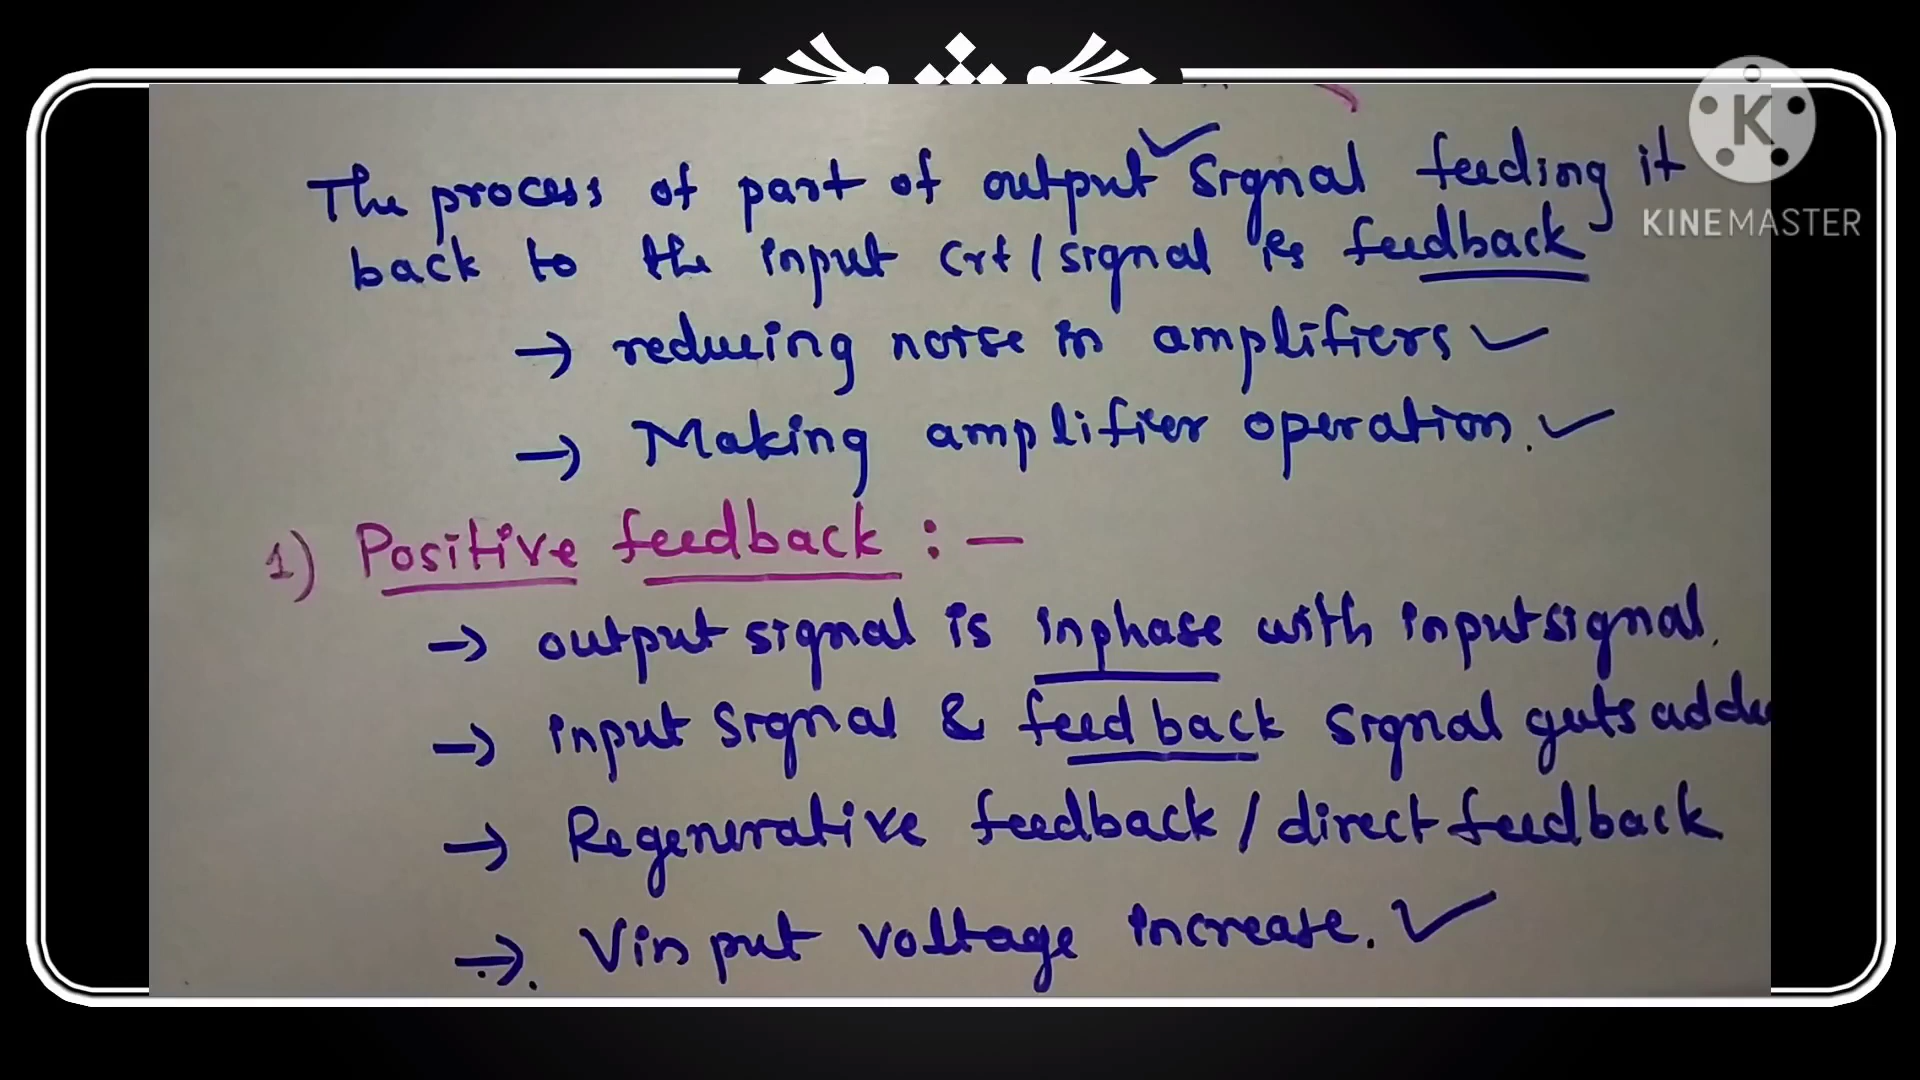 The process of part of output signal feeding it
back to the input crt/signal is feedback
→ reducing noise in amplifiers ✓
→ Making amplifier operation. ✓
1) Positive feedback : —
→ output signal is inphase with input signal.
→ input signal & feedback signal gets adde
→ Regenerative feedback / direct feedback
→. Vinput voltage increase. ✓
K
KINEMASTER